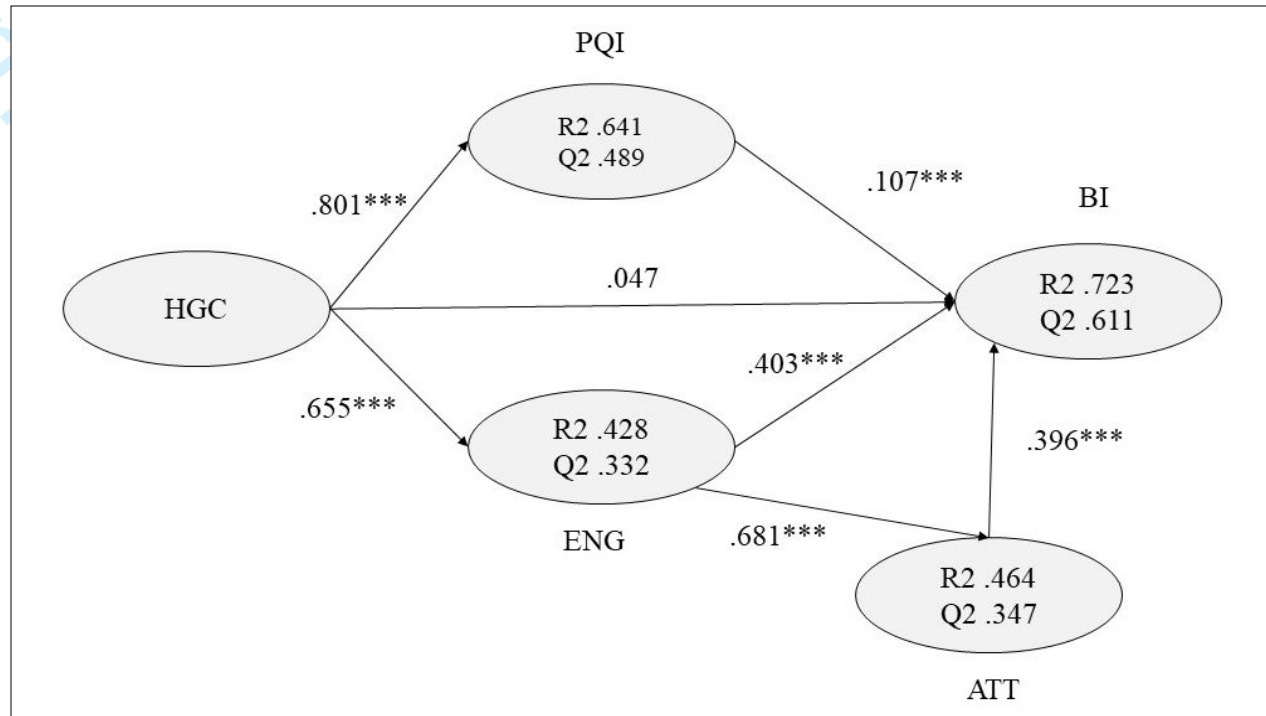 PQI
R2 .641
Q2 .489
.801***
.107***
BI
HGC
.047
R2 .723
Q2 .611
.655***
.403***
R2 .428
Q2 .332
.396***
ENG
.681***
R2 .464
Q2 .347
ATT